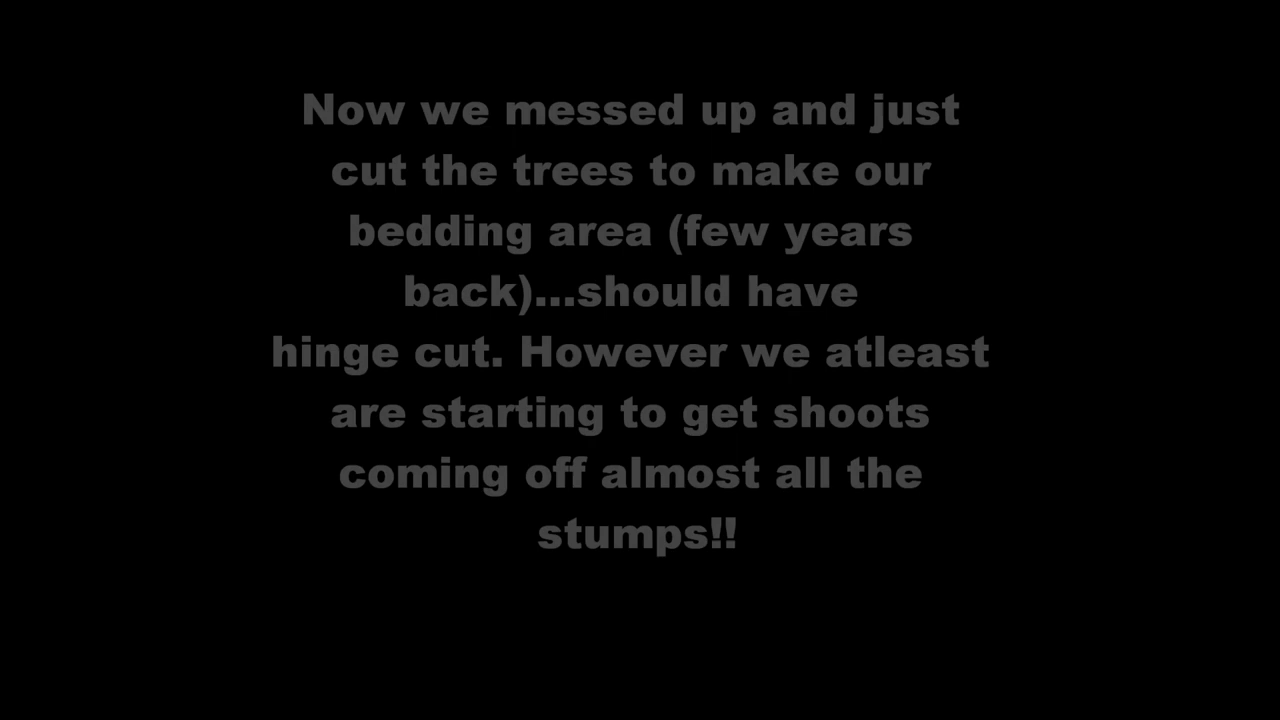 Now we messed up and just
cut the trees to make our
bedding area (few years
back)...should have
hinge cut. However we atleast
are starting to get shoots
coming off almost all the
stumps!!